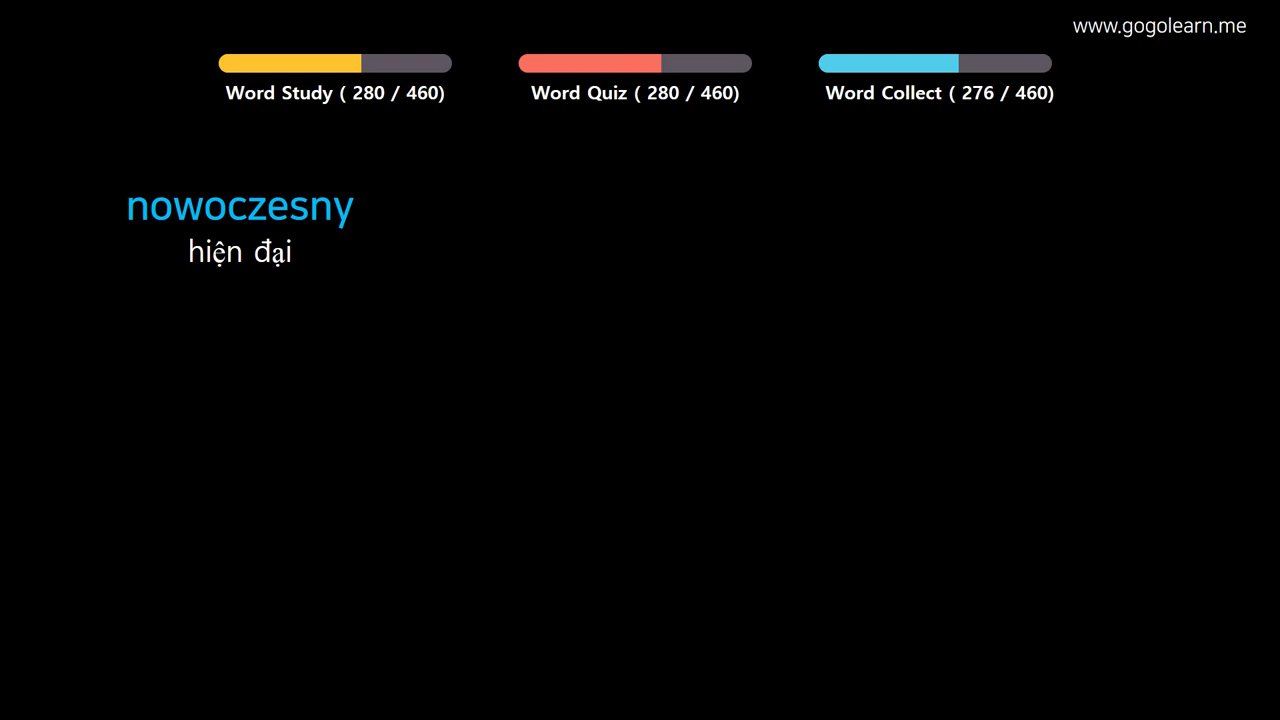 www.gogolearn.me
Word Study ( 280 / 460)
Word Quiz ( 280 / 460)
Word Collect ( 276 / 460)
nowoczesny
hiện đại